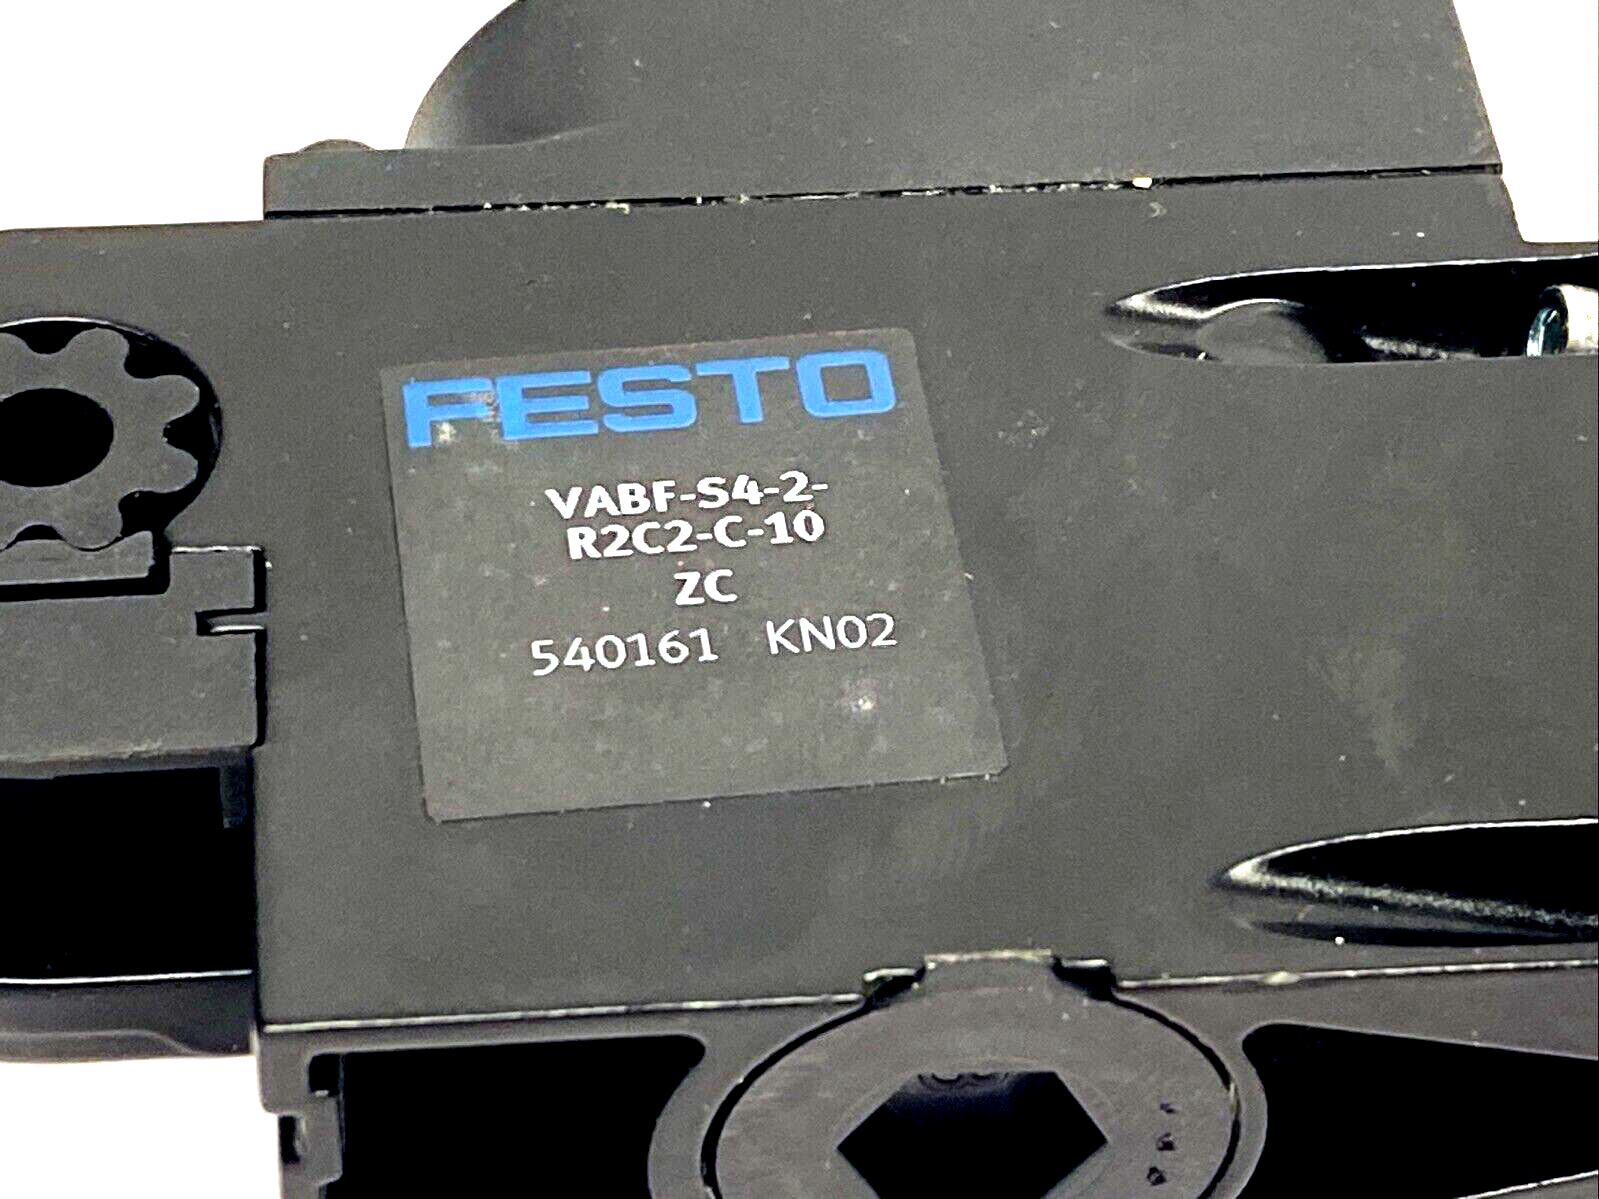 FESTO
VABF-S4-2-
R2C2-C-10
ZC
540161 KN02